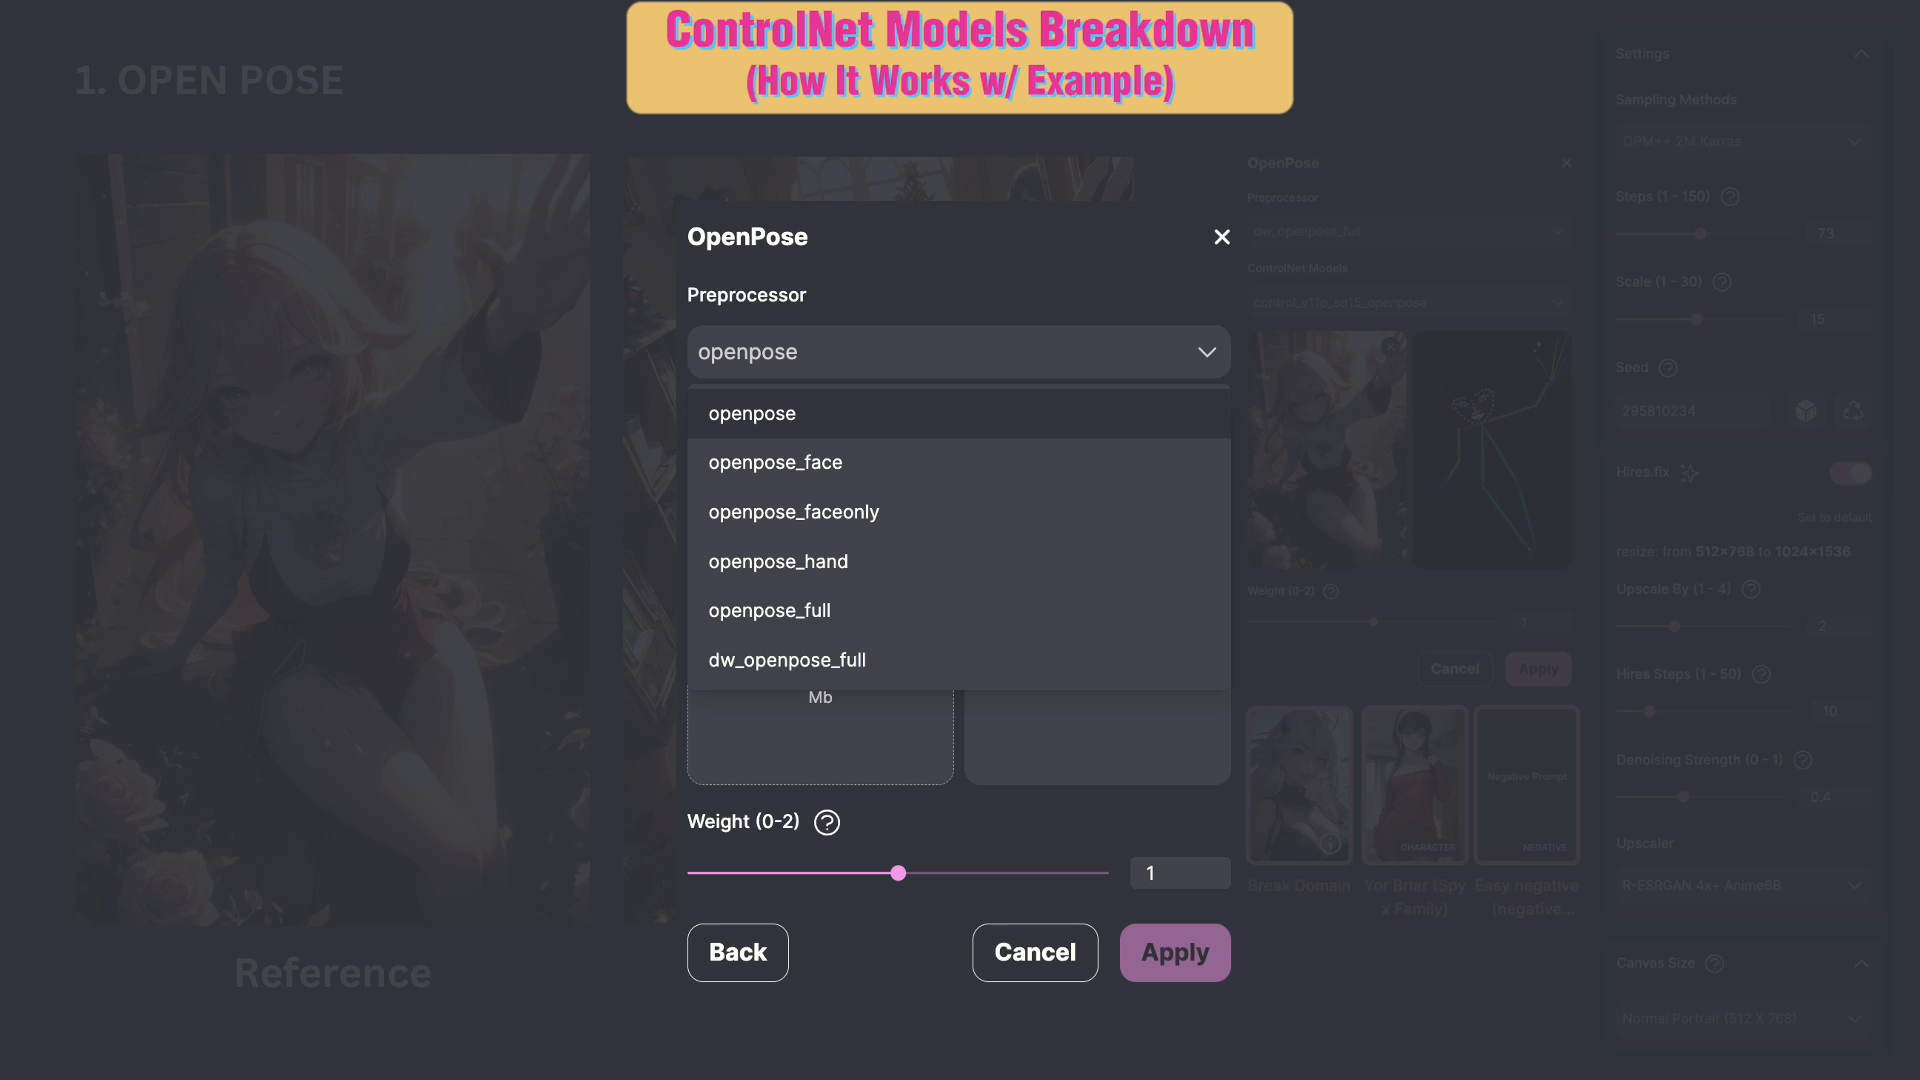 ControlNet Models Breakdown
(How It Works w/ Example)
1. OPEN POSE
Reference
OpenPose
Preprocessor
openpose
openpose
openpose_face
openpose_faceonly
openpose_hand
openpose_full
dw_openpose_full
Mb
Weight (0-2)
1
Back
Cancel
Apply
OpenPose
Preprocessor
dw_openpose_full
ControlNet Models
control_v11p_sd15_openpose
Weight (0-2)
1
Cancel
Apply
Negative Prompt
CHARACTER
NEGATIVE
Break Domain
Yor Briar (Spy
x Family)
Easy negative
(negative...
Settings
Sampling Methods
DPM++ 2M Karras
Steps (1 - 150)
73
Scale (1 - 30)
15
Seed
295810234
Hires.fix
Set to default
resize: from 512x768 to 1024x1536
Upscale By (1 - 4)
2
Hires Steps (1 - 50)
10
Denoising Strength (0 - 1)
0.4
Upscaler
R-ESRGAN 4x+ Anime6B
Canvas Size
Normal Portrait (512 X 768)